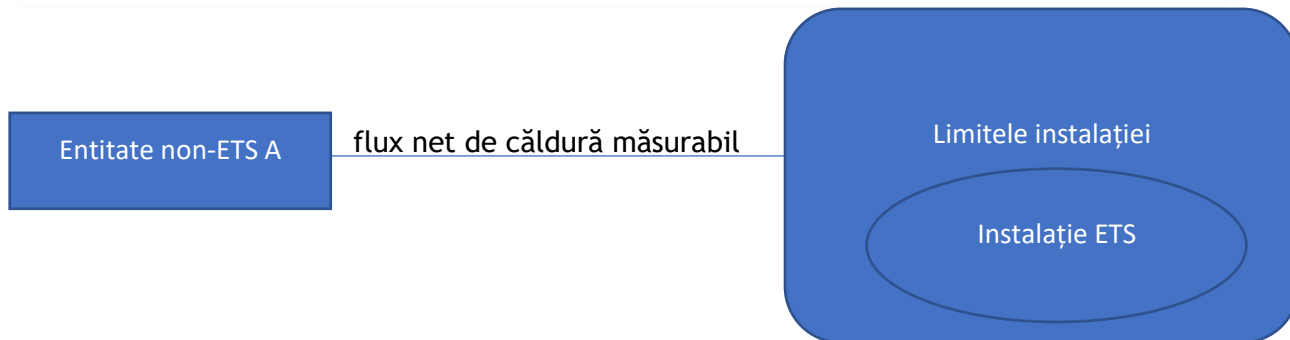 Entitate non-ETS A
flux net de căldură măsurabil
Limitele instalației
Instalație ETS